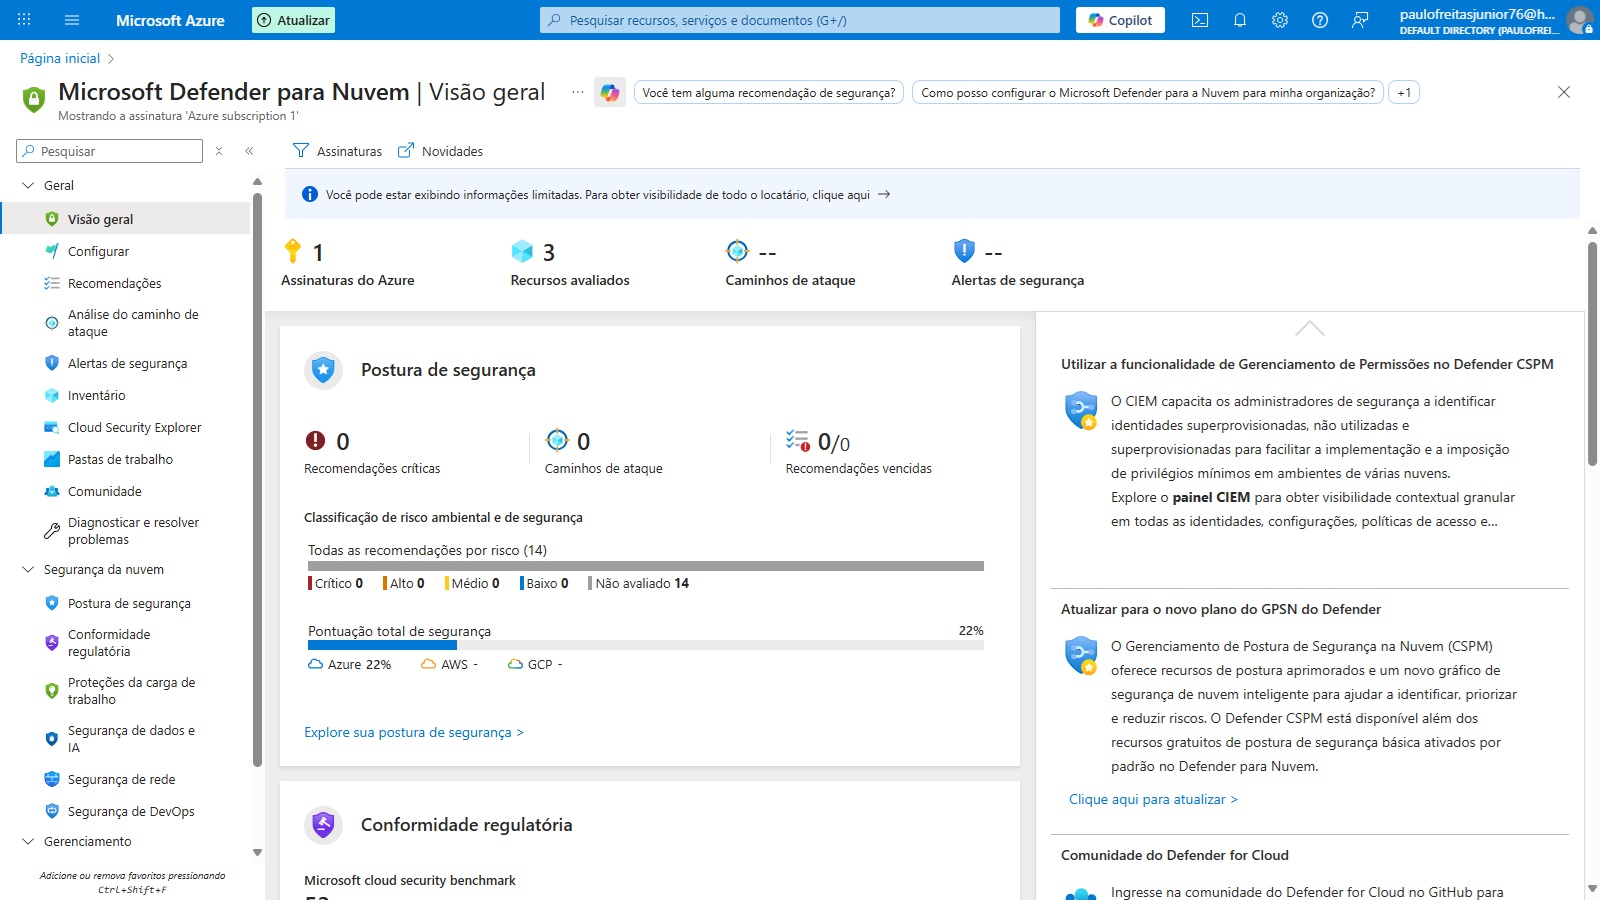 Microsoft Azure
Atualizar
Pesquisar recursos, serviços e documentos (G+/)
Copilot
paulofreitasjunior76@h...
DEFAULT DIRECTORY (PAULOFREI...
Página inicial
Microsoft Defender para Nuvem | Visão geral
...
Você tem alguma recomendação de segurança?
Como posso configurar o Microsoft Defender para a Nuvem para minha organização?
+1
Mostrando a assinatura 'Azure subscription 1'
Pesquisar
Assinaturas
Novidades
Geral
Visão geral
Configurar
Recomendações
Análise do caminho de
ataque
Alertas de segurança
Inventário
Cloud Security Explorer
Pastas de trabalho
Comunidade
Diagnosticar e resolver
problemas
Segurança da nuvem
Postura de segurança
Conformidade
regulatória
Proteções da carga de
trabalho
Segurança de dados e
IA
Segurança de rede
Segurança de DevOps
Gerenciamento
Adicione ou remova favoritos pressionando
Ctrl+Shift+F
Você pode estar exibindo informações limitadas. Para obter visibilidade de todo o locatário, clique aqui →
1
Assinaturas do Azure
3
Recursos avaliados
--
Caminhos de ataque
--
Alertas de segurança
Postura de segurança
0
Recomendações críticas
0
Caminhos de ataque
0/0
Recomendações vencidas
Classificação de risco ambiental e de segurança
Todas as recomendações por risco (14)
Crítico 0
Alto 0
Médio 0
Baixo 0
Não avaliado 14
Pontuação total de segurança
22%
Azure 22%
AWS -
GCP -
Explore sua postura de segurança >
Conformidade regulatória
Microsoft cloud security benchmark
Utilizar a funcionalidade de Gerenciamento de Permissões no Defender CSPM
O CIEM capacita os administradores de segurança a identificar
identidades superprovisionadas, não utilizadas e
superprovisionadas para facilitar a implementação e a imposição
de privilégios mínimos em ambientes de várias nuvens.
Explore o painel CIEM para obter visibilidade contextual granular
em todas as identidades, configurações, políticas de acesso e...
Atualizar para o novo plano do GPSN do Defender
O Gerenciamento de Postura de Segurança na Nuvem (CSPM)
oferece recursos de postura aprimorados e um novo gráfico de
segurança de nuvem inteligente para ajudar a identificar, priorizar
e reduzir riscos. O Defender CSPM está disponível além dos
recursos gratuitos de postura de segurança básica ativados por
padrão no Defender para Nuvem.
Clique aqui para atualizar >
Comunidade do Defender for Cloud
Ingresse na comunidade do Defender for Cloud no GitHub para